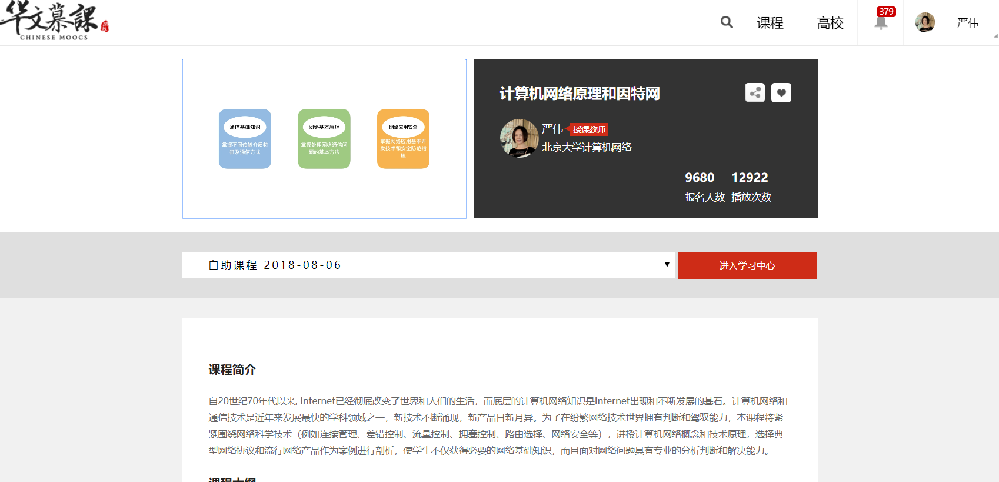 华文慕課
CHINESE MOOCS
课程
高校
379
严伟
通信基础知识
掌握不同传输介质特
征及通信方式
网络基本原理
掌握处理网络通信问
题的基本方法
网络应用安全
掌握网络应用基本开
发技术和安全防范措
施
计算机网络原理和因特网
严伟 授课教师
北京大学计算机网络
9680 12922
报名人数 播放次数
自助课程 2018-08-06
进入学习中心
课程简介
自20世纪70年代以来, Internet已经彻底改变了世界和人们的生活，而底层的计算机网络知识是Internet出现和不断发展的基石。计算机网络和
通信技术是近年来发展最快的学科领域之一，新技术不断涌现，新产品日新月异。为了在纷繁网络技术世界拥有判断和驾驭能力，本课程将紧
紧围绕网络科学技术（例如连接管理、差错控制、流量控制、拥塞控制、路由选择、网络安全等），讲授计算机网络概念和技术原理，选择典
型网络协议和流行网络产品作为案例进行剖析，使学生不仅获得必要的网络基础知识，而且面对网络问题具有专业的分析判断和解决能力。
课程大纲